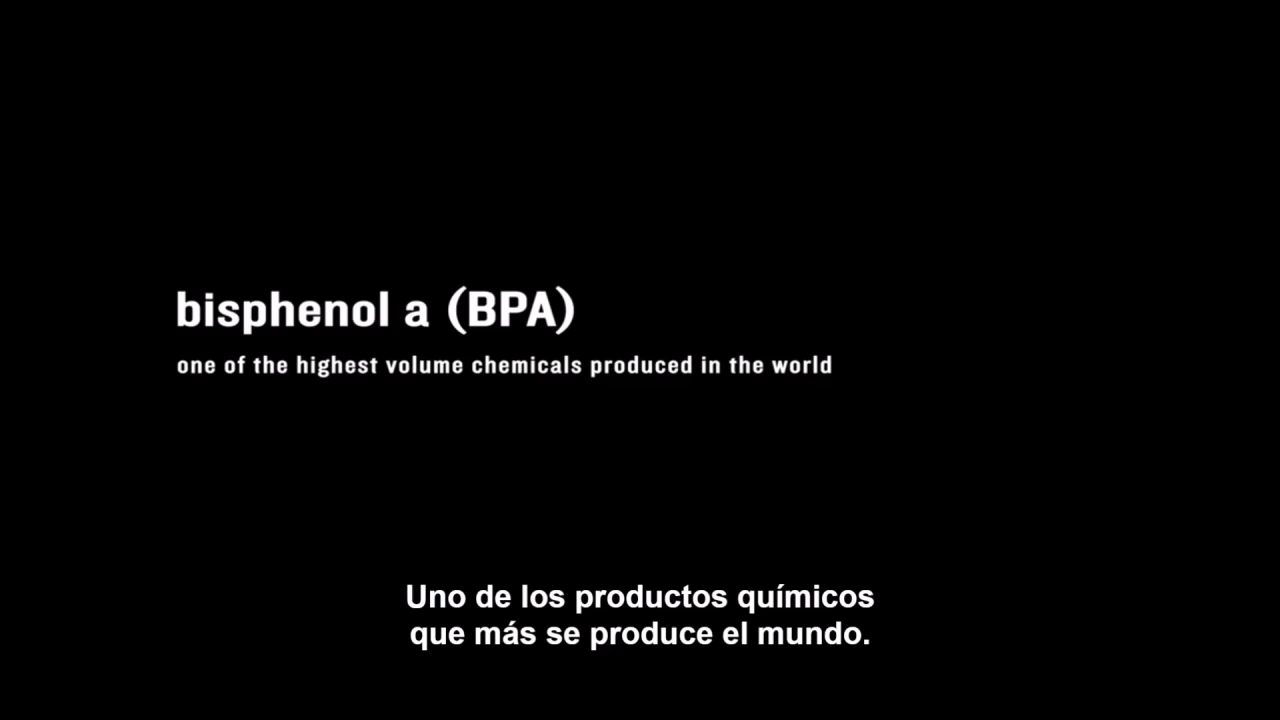 bisphenol a (BPA)
one of the highest volume chemicals produced in the world
Uno de los productos químicos
que más se produce el mundo.